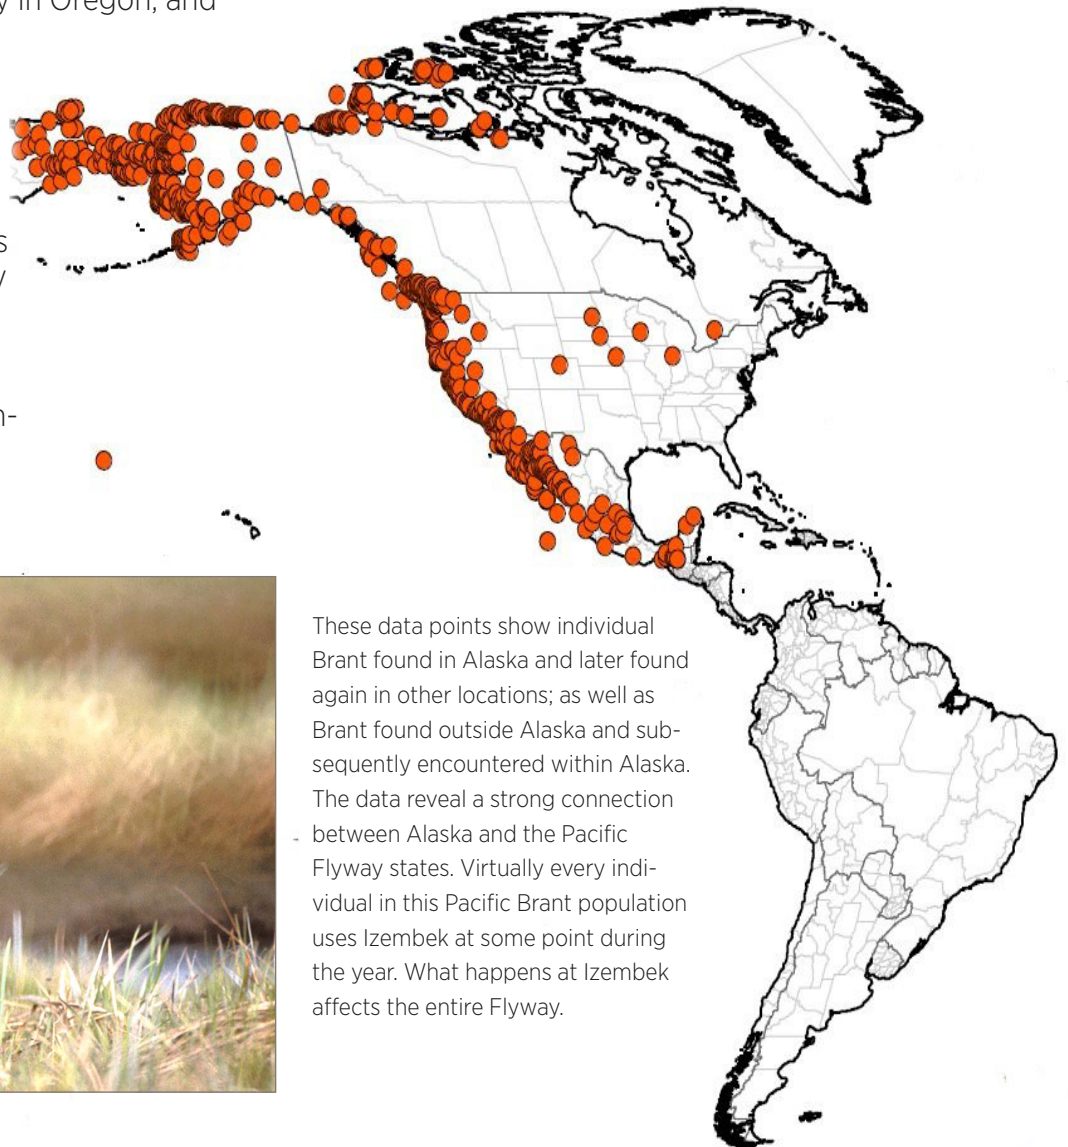 y in Oregon, and
s
y
n-
These data points show individual
Brant found in Alaska and later found
again in other locations; as well as
Brant found outside Alaska and sub-
sequently encountered within Alaska.
The data reveal a strong connection
between Alaska and the Pacific
Flyway states. Virtually every indi-
vidual in this Pacific Brant population
uses Izembek at some point during
the year. What happens at Izembek
affects the entire Flyway.